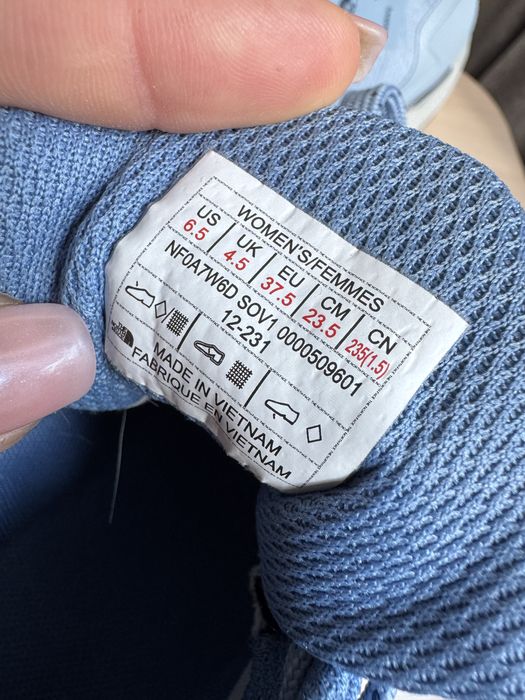 WOMEN'S/FEMMES
US UK EU CM CN
6.5 4.5 37.5 23.5 235(1.5)
NF0A7W6D SOV1 0000509601
12-231
MADE IN VIETNAM
FABRIQUE EN VIETNAM